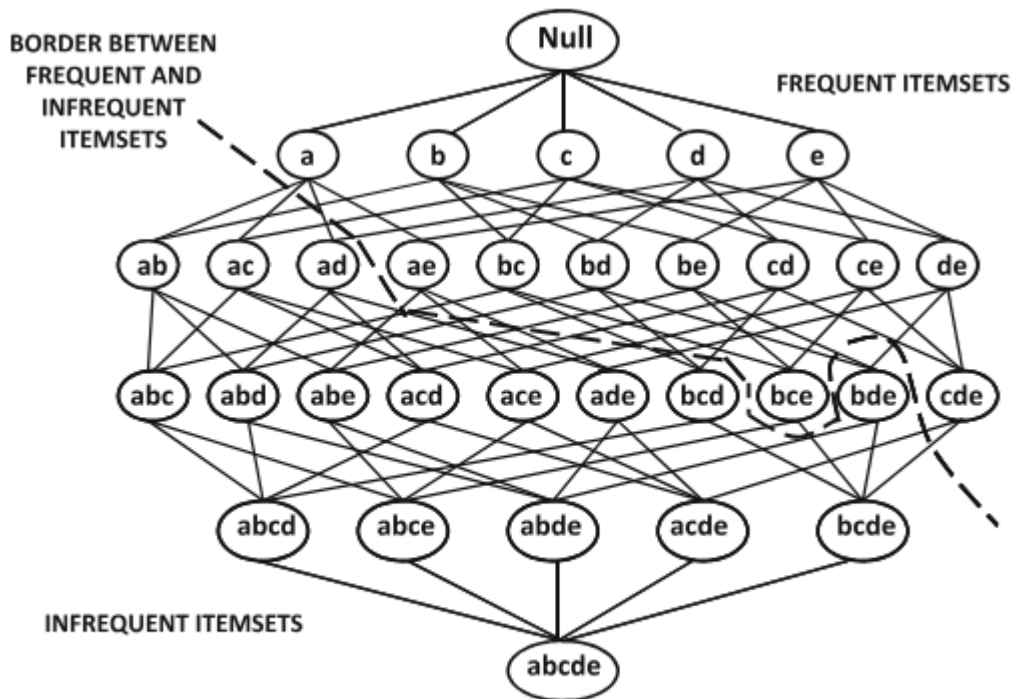 Null
BORDER BETWEEN
FREQUENT AND
INFREQUENT
ITEMSETS
FREQUENT ITEMSETS
a b c d e
ab ac ad ae bc bd be cd ce de
abc abd abe acd ace ade bcd bce bde cde
abcd abce abde acde bcde
INFREQUENT ITEMSETS
abcde